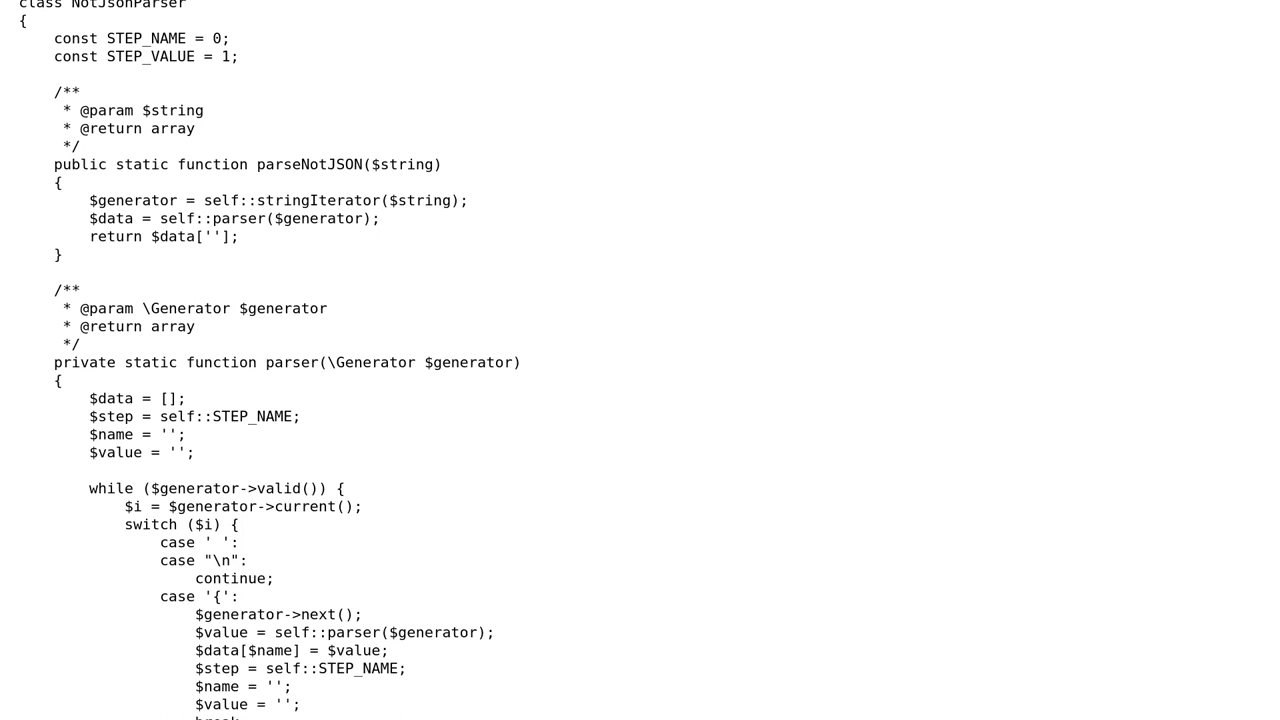 class NotJsonParser
{
    const STEP_NAME = 0;
    const STEP_VALUE = 1;

    /**
     * @param $string
     * @return array
     */
    public static function parseNotJSON($string)
    {
        $generator = self::stringIterator($string);
        $data = self::parser($generator);
        return $data[''];
    }

    /**
     * @param \Generator $generator
     * @return array
     */
    private static function parser(\Generator $generator)
    {
        $data = [];
        $step = self::STEP_NAME;
        $name = '';
        $value = '';

        while ($generator->valid()) {
            $i = $generator->current();
            switch ($i) {
                case ' ':
                case "\n":
                    continue;
                case '{':
                    $generator->next();
                    $value = self::parser($generator);
                    $data[$name] = $value;
                    $step = self::STEP_NAME;
                    $name = '';
                    $value = '';
                    break